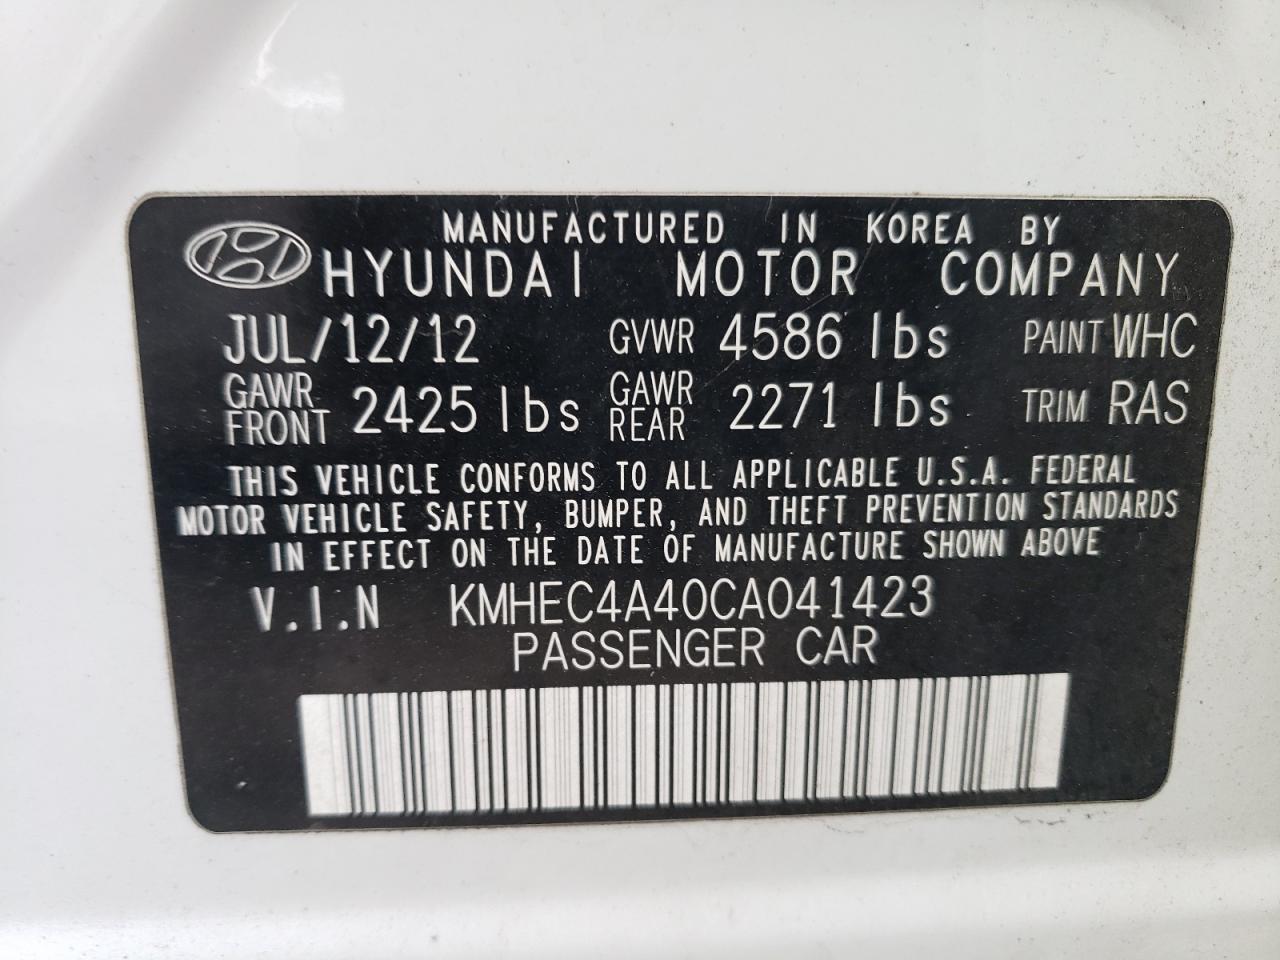 MANUFACTURED IN KOREA BY
HYUNDAI MOTOR COMPANY
JUL/12/12 GVWR 4586 lbs PAINT WHC
GAWR FRONT 2425 lbs GAWR REAR 2271 lbs TRIM RAS
THIS VEHICLE CONFORMS TO ALL APPLICABLE U.S.A. FEDERAL
MOTOR VEHICLE SAFETY, BUMPER, AND THEFT PREVENTION STANDARDS
IN EFFECT ON THE DATE OF MANUFACTURE SHOWN ABOVE
V.I.N KMHEC4A40CA041423
PASSENGER CAR